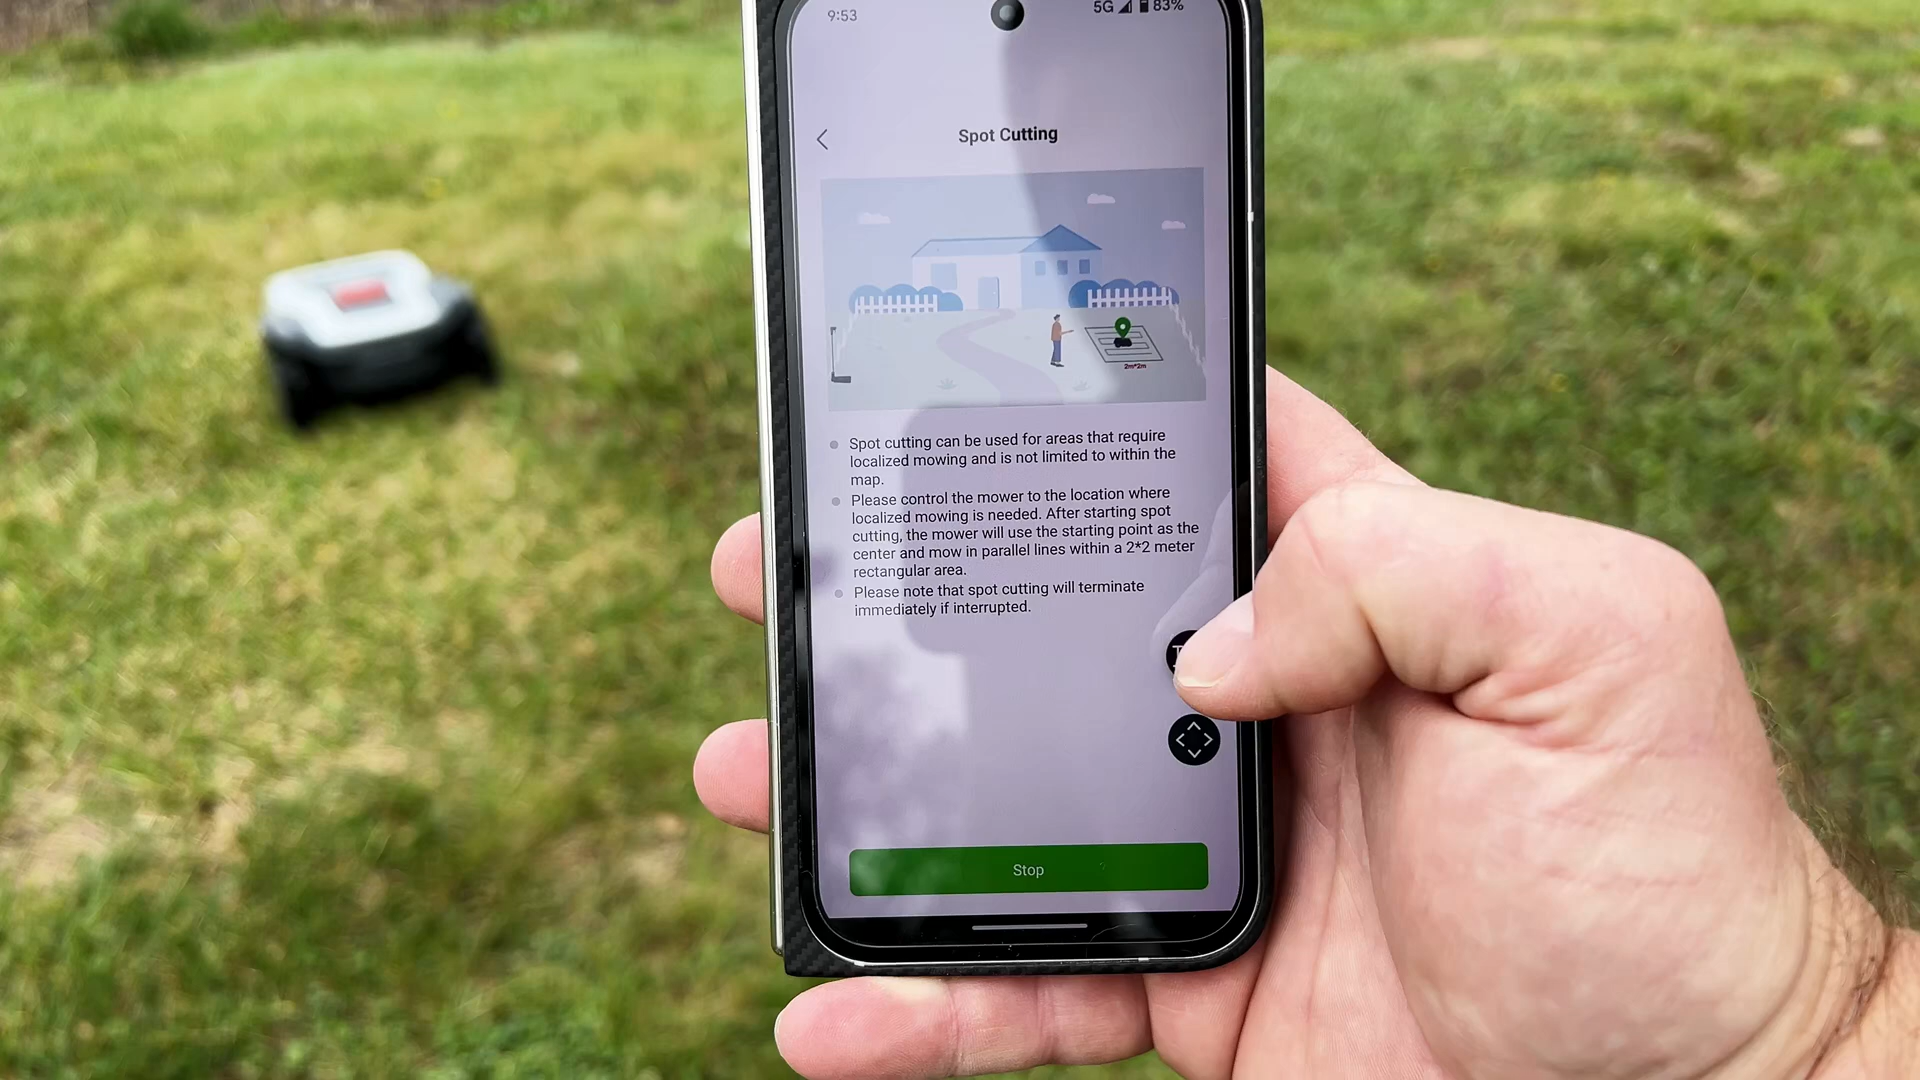 9:53
5G 83%
Spot Cutting
2m*2m
Spot cutting can be used for areas that require
localized mowing and is not limited to within the
map.
Please control the mower to the location where
localized mowing is needed. After starting spot
cutting, the mower will use the starting point as the
center and mow in parallel lines within a 2*2 meter
rectangular area.
Please note that spot cutting will terminate
immediately if interrupted.
Stop